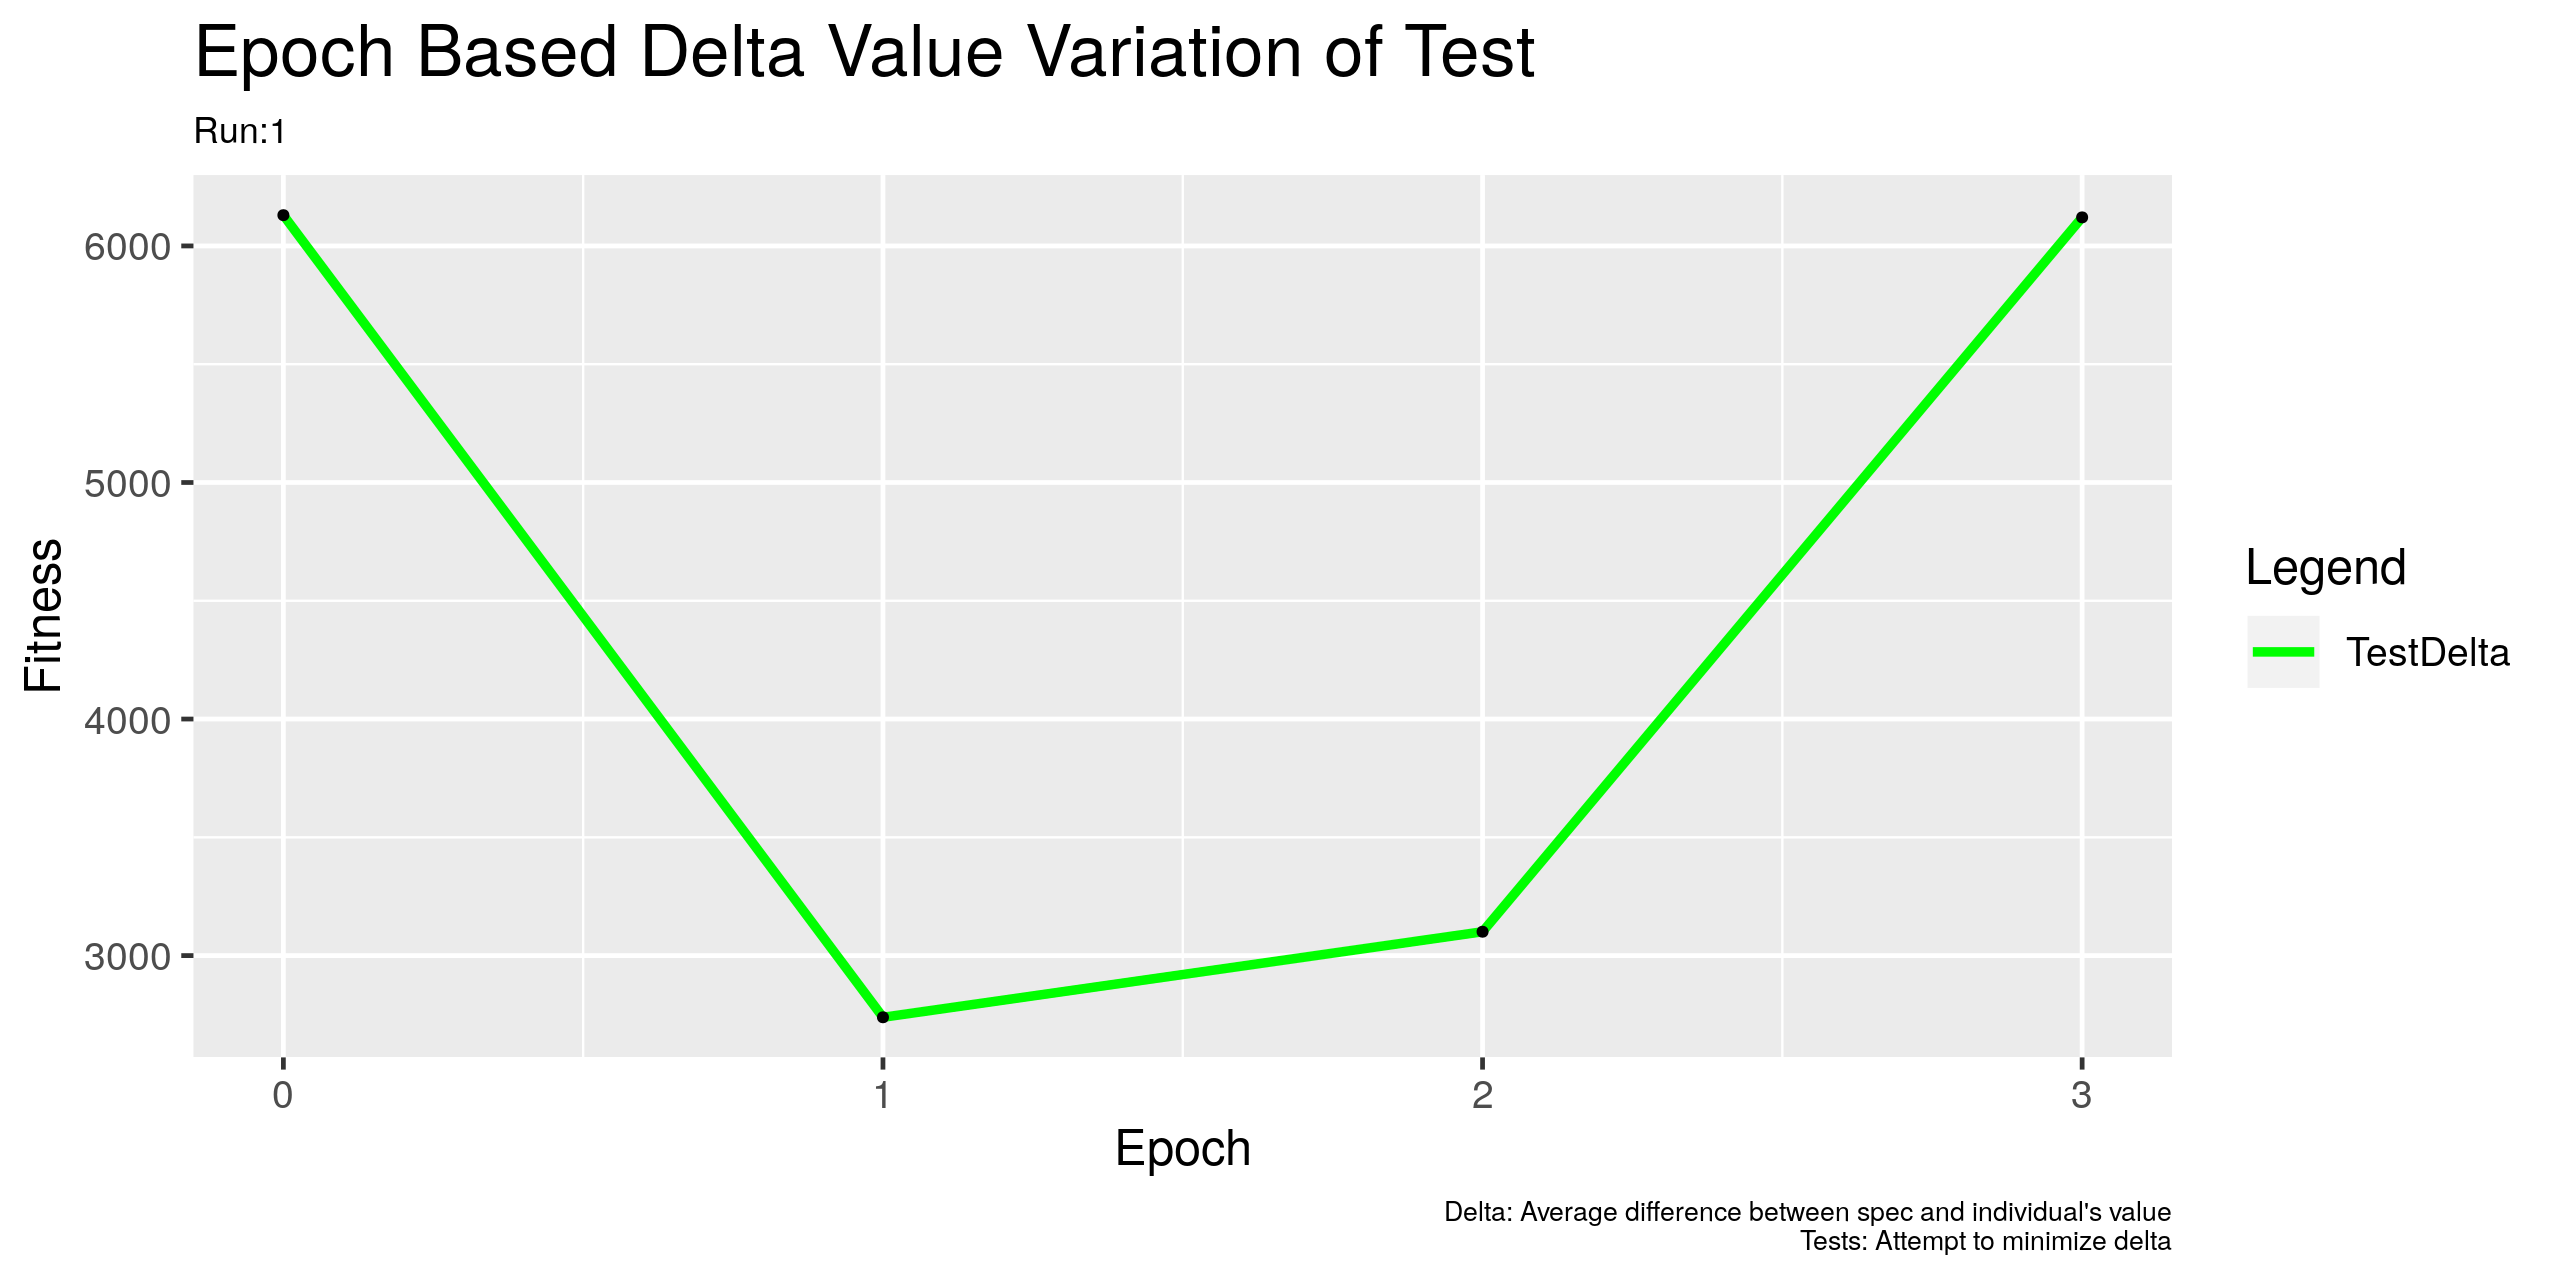 Epoch Based Delta Value Variation of Test
Run:1
6000
5000
4000
3000
Fitness
0 1 2 3
Epoch
Legend
TestDelta
Delta: Average difference between spec and individual's value
Tests: Attempt to minimize delta